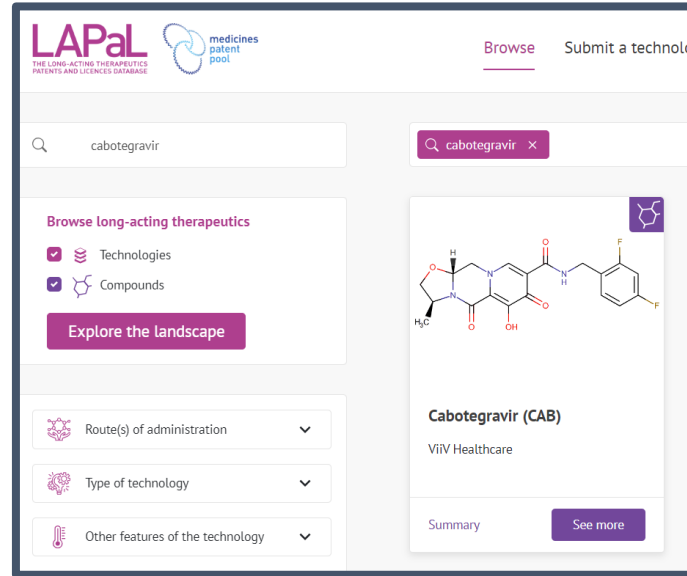 LAPaL
THE LONG-ACTING THERAPEUTICS
PATENTS AND LICENCES DATABASE
medicines
patent
pool
Browse
Submit a technolo
cabotegravir
cabotegravir ×
Browse long-acting therapeutics
Technologies
Compounds
Explore the landscape
Route(s) of administration
Type of technology
Other features of the technology
O
H
N
O
OH
N
O
O
N
H
F
F
H₃C
Cabotegravir (CAB)
ViiV Healthcare
Summary
See more